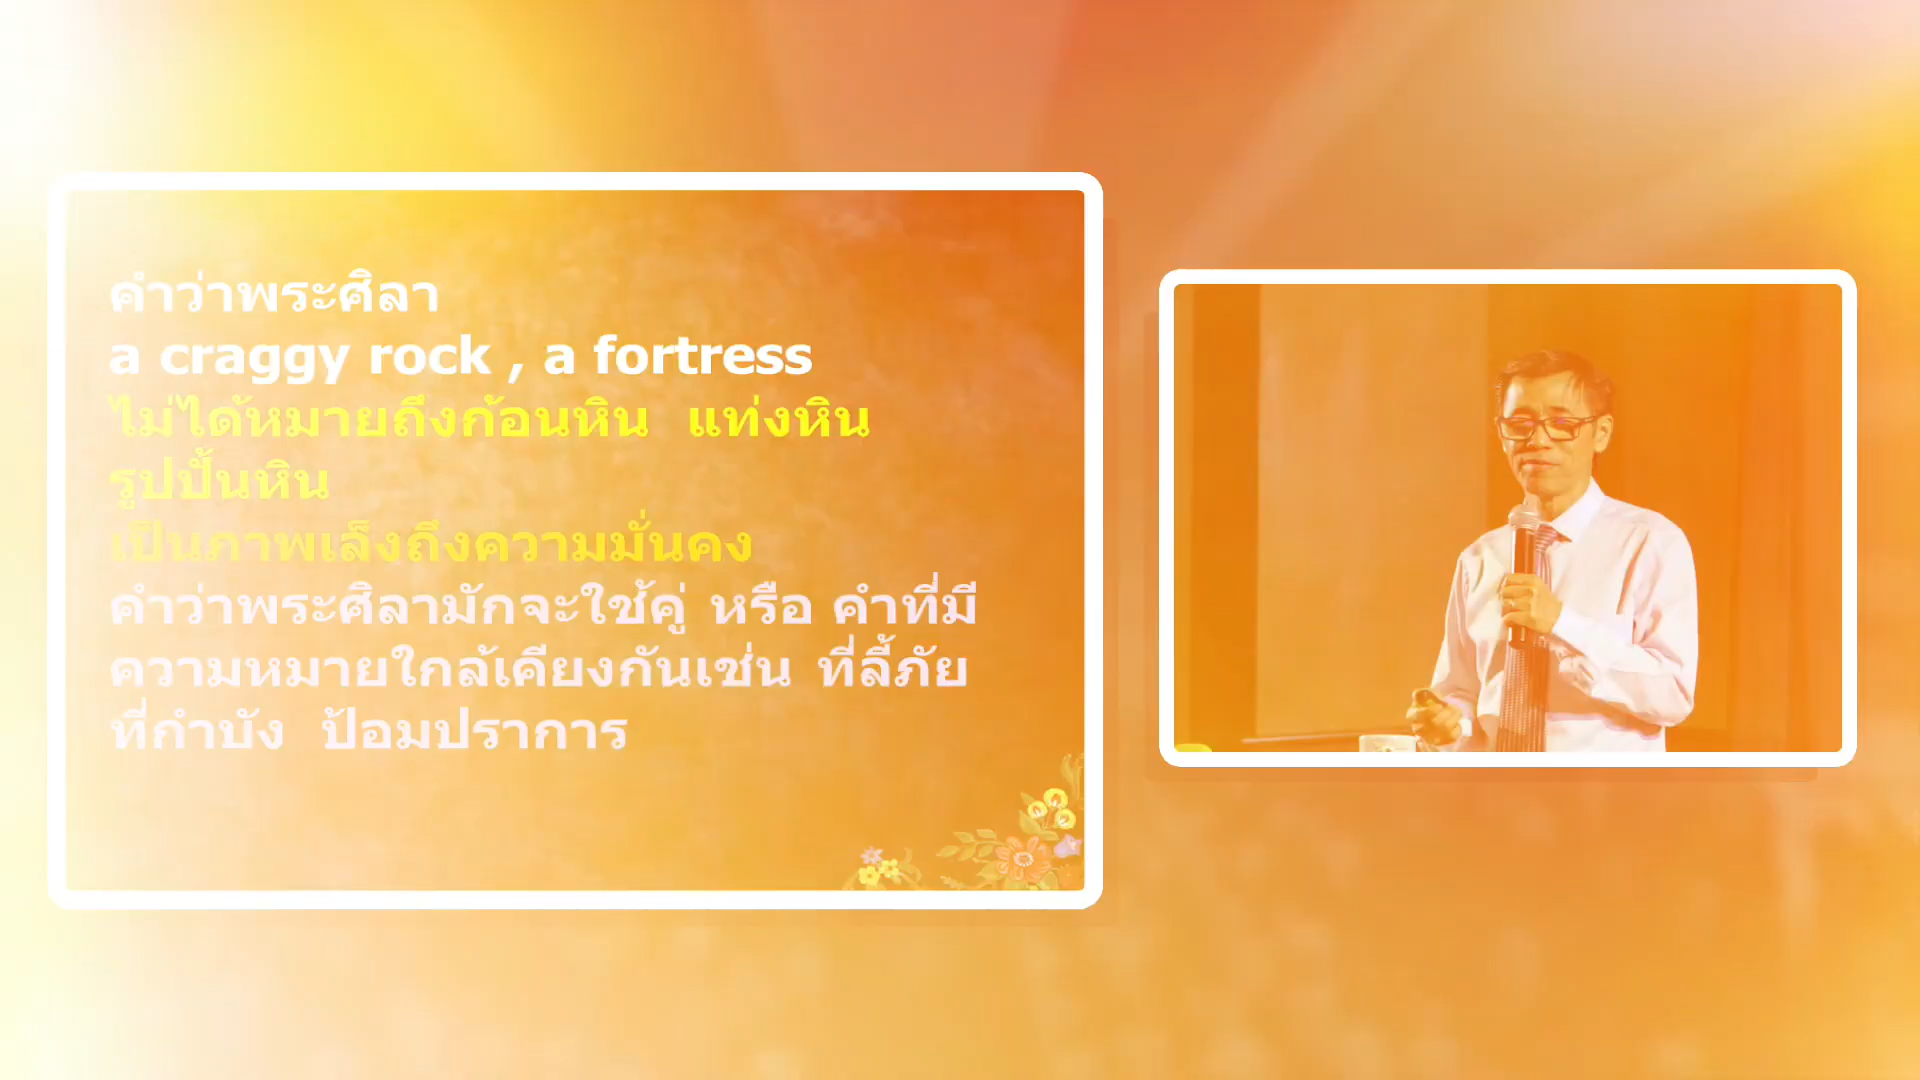 คำว่าพระศิลา
a craggy rock , a fortress
ไม่ได้หมายถึงก้อนหิน แท่งหิน
รูปปั้นหิน
เป็นภาพเล็งถึงความมั่นคง
คำว่าพระศิลามักจะใช้คู่ หรือ คำที่มี
ความหมายใกล้เคียงกันเช่น ที่ลี้ภัย
ที่กำบัง ป้อมปราการ